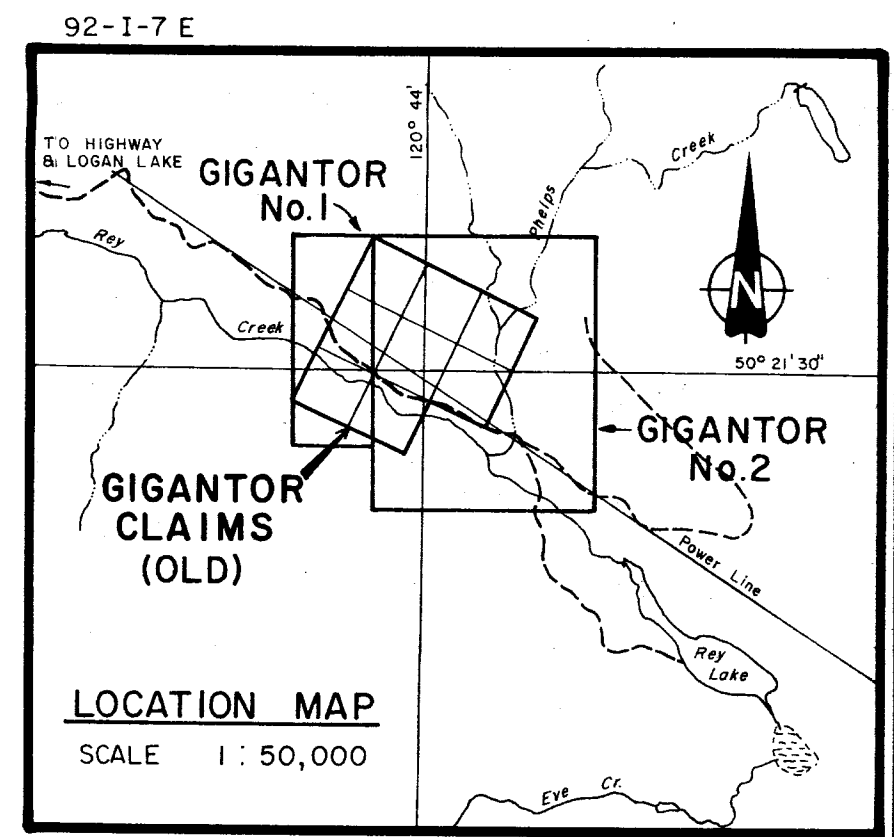 92-I-7 E
TO HIGHWAY
& LOGAN LAKE
120° 44'
GIGANTOR
No.1
Phelps
Creek
Rey
Creek
N
50° 21' 30"
GIGANTOR
No.2
GIGANTOR
CLAIMS
(OLD)
Power Line
Rey
Lake
LOCATION MAP
SCALE 1 : 50,000
Eve Cr.